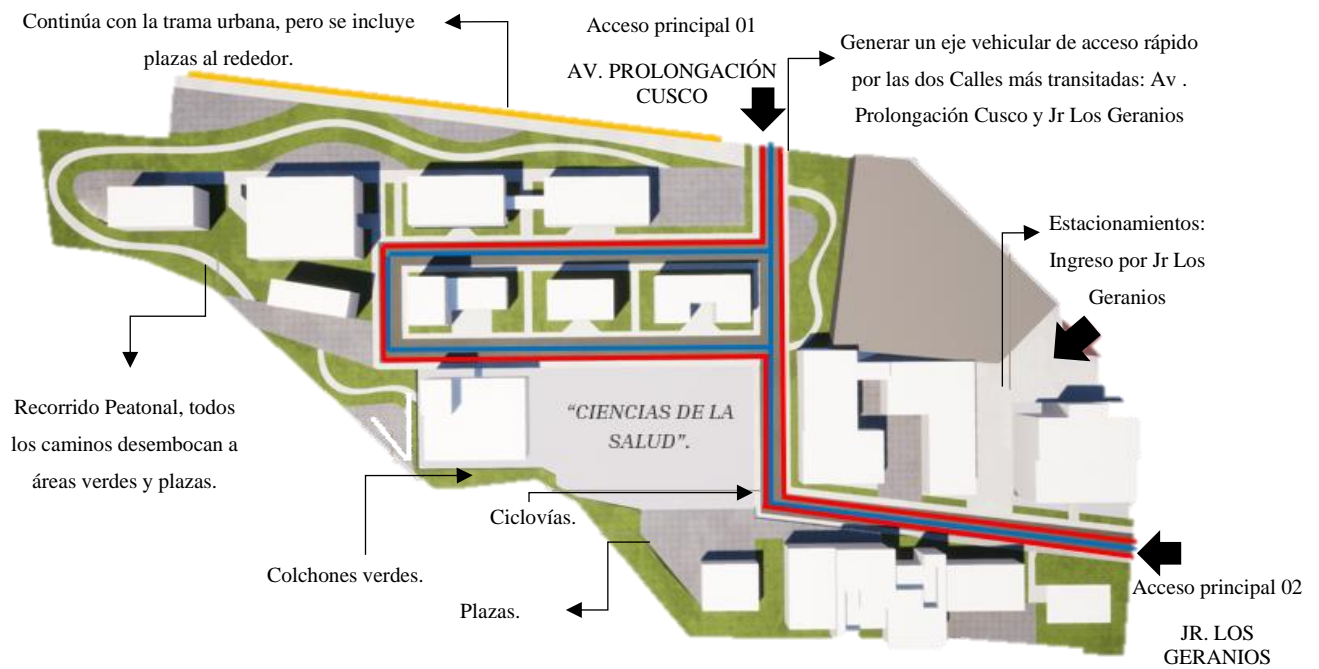 Continúa con la trama urbana, pero se incluye
plazas al rededor.
Acceso principal 01
AV. PROLONGACIÓN
CUSCO
Generar un eje vehicular de acceso rápido
por las dos Calles más transitadas: Av .
Prolongación Cusco y Jr Los Geranios
Estacionamientos:
Ingreso por Jr Los
Geranios
Recorrido Peatonal, todos
los caminos desembocan a
áreas verdes y plazas.
“CIENCIAS DE LA
SALUD”.
Ciclovías.
Colchones verdes.
Plazas.
Acceso principal 02
JR. LOS
GERANIOS